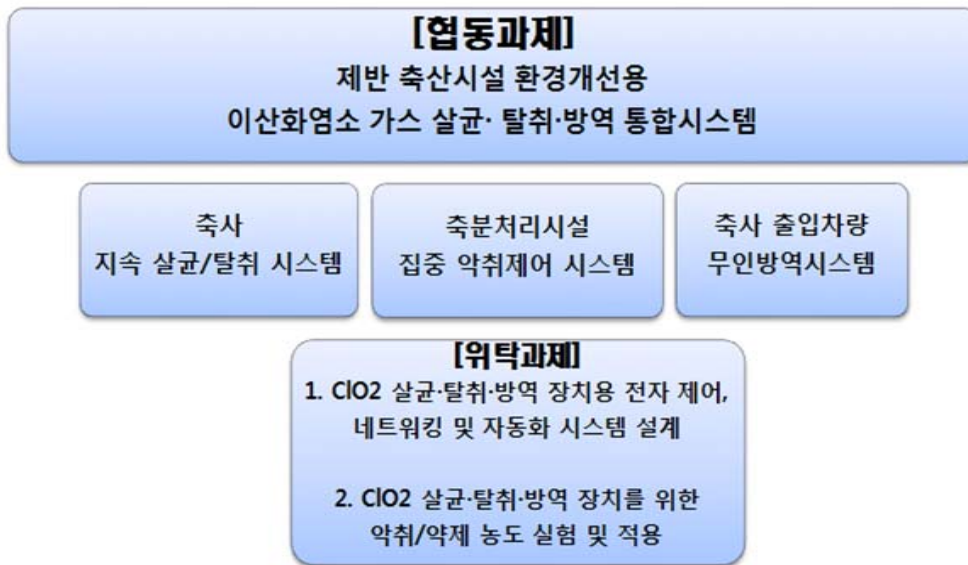 [협동과제]
제반 축산시설 환경개선용
이산화염소 가스 살균· 탈취·방역 통합시스템
축사
지속 살균/탈취 시스템
축분처리시설
집중 악취제어 시스템
축사 출입차량
무인방역시스템
[위탁과제]
1. ClO2 살균·탈취·방역 장치용 전자 제어,
네트워킹 및 자동화 시스템 설계
2. ClO2 살균·탈취·방역 장치를 위한
악취/약제 농도 실험 및 적용